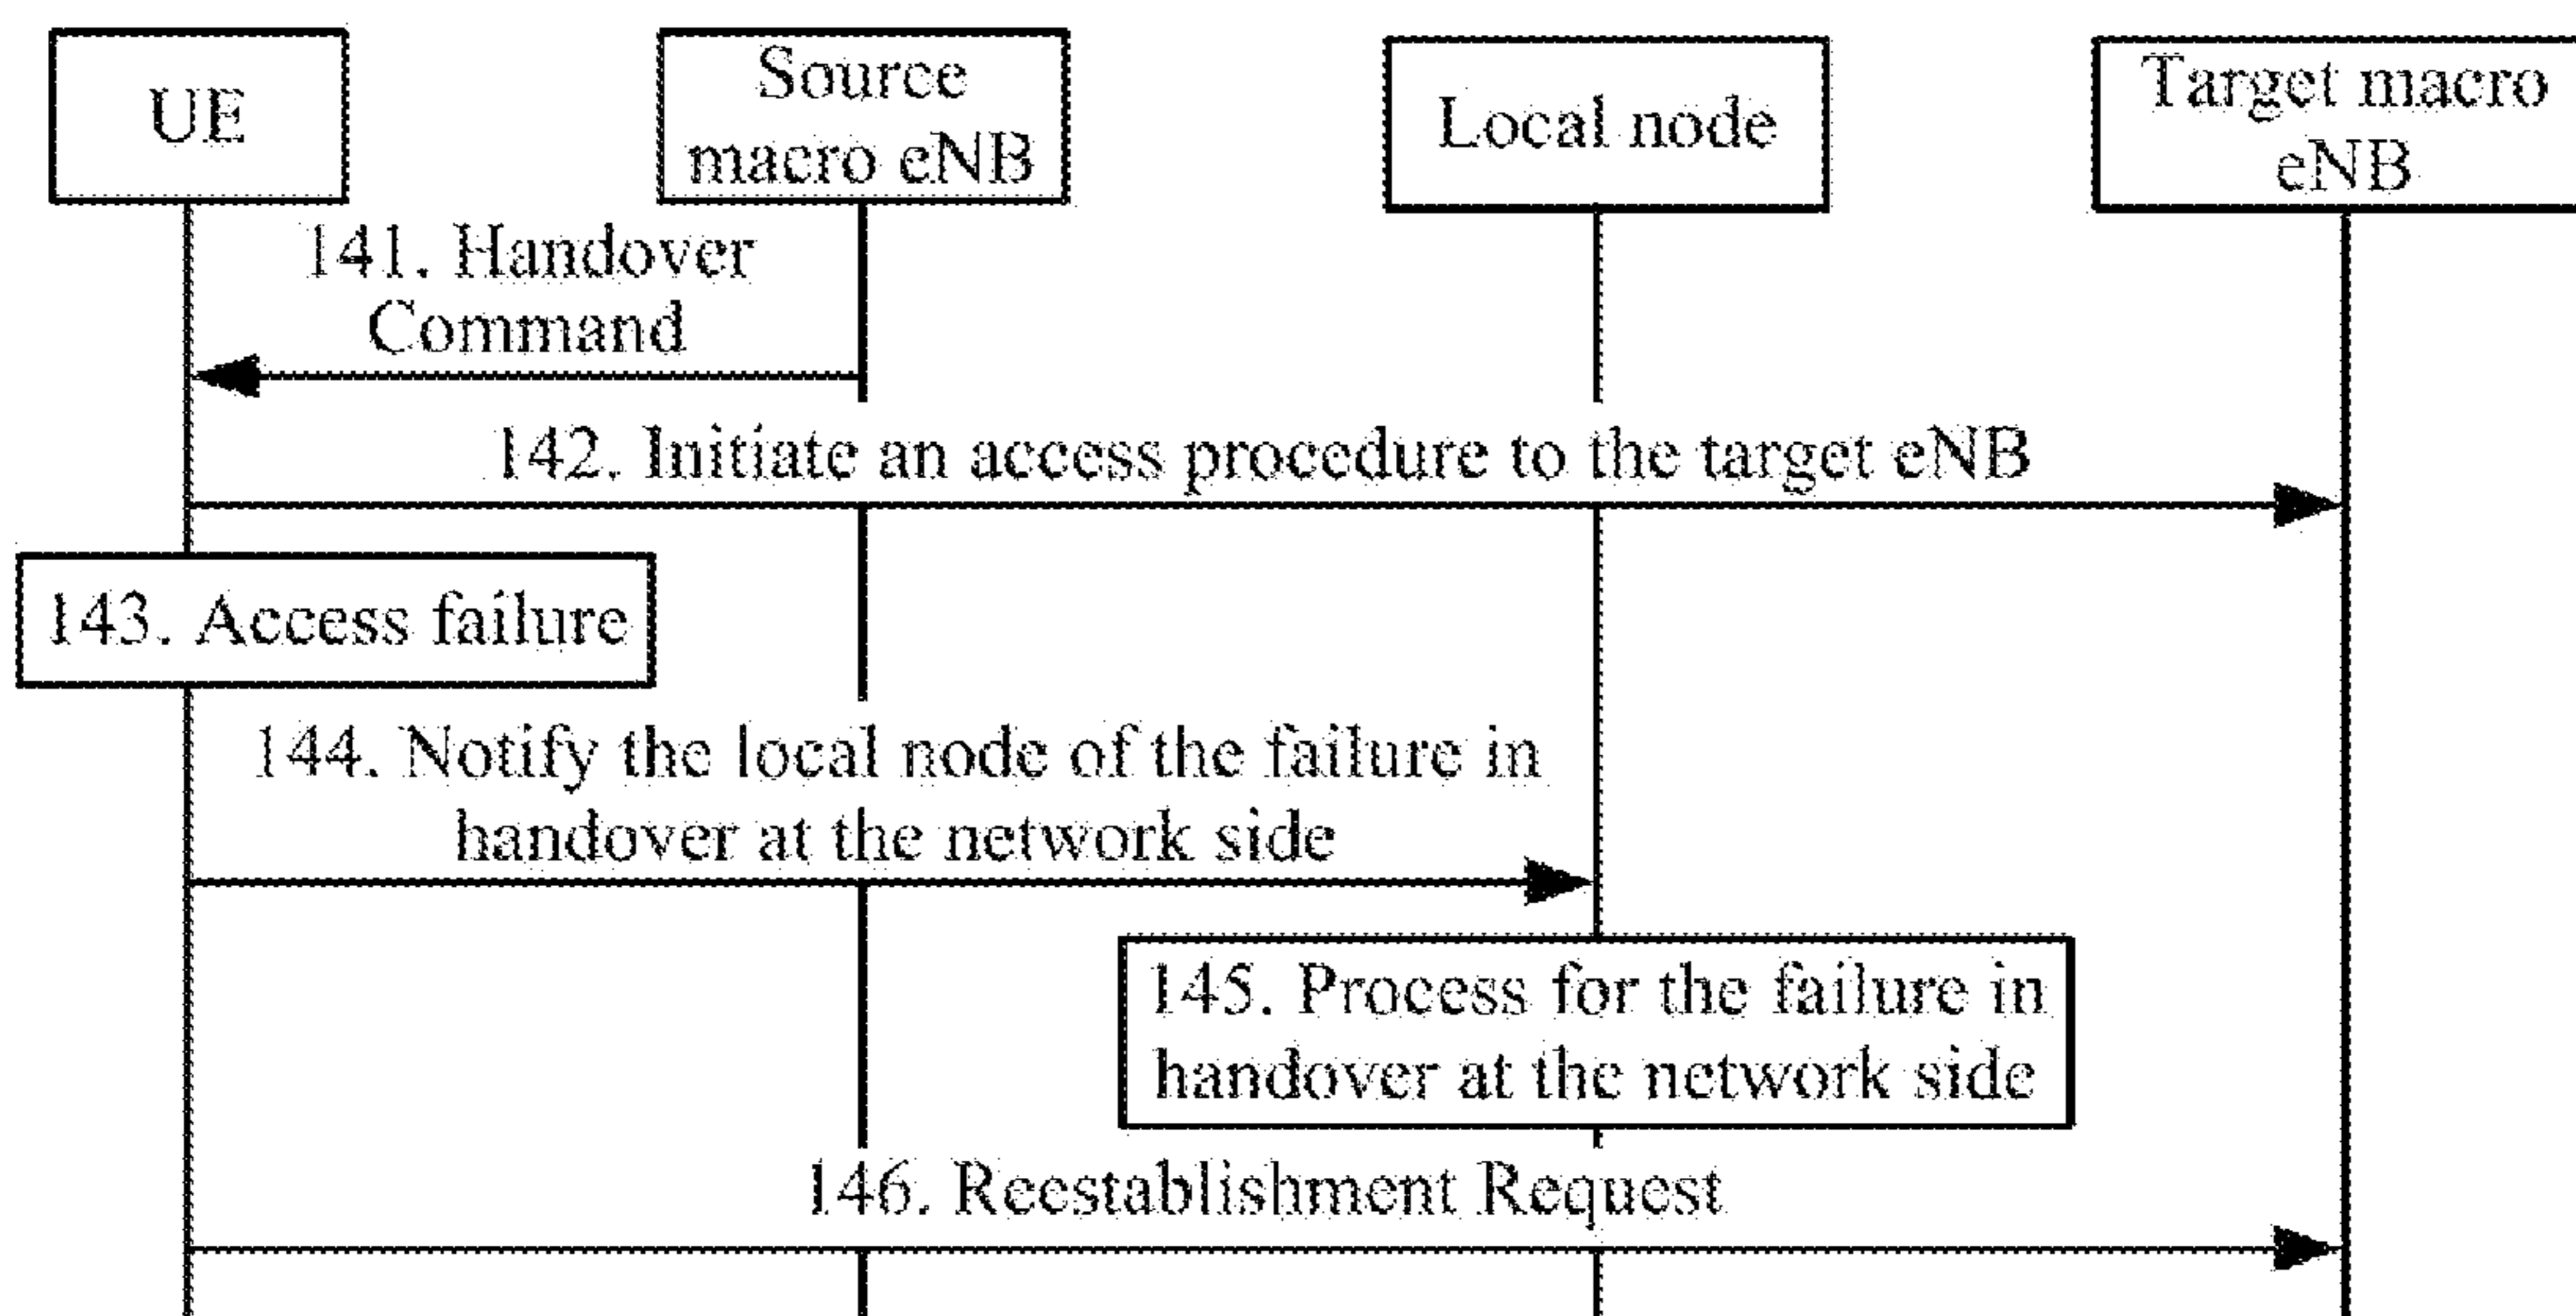 UE
Source
macro eNB
Local node
Target macro
eNB
141. Handover
Command
142. Initiate an access procedure to the target eNB
143. Access failure
144. Notify the local node of the failure in
handover at the network side
145. Process for the failure in
handover at the network side
146. Reestablishment Request